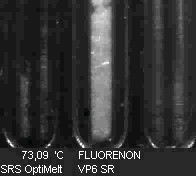 73,09 °C FLUORENON
SRS OptiMelt VP6 SR